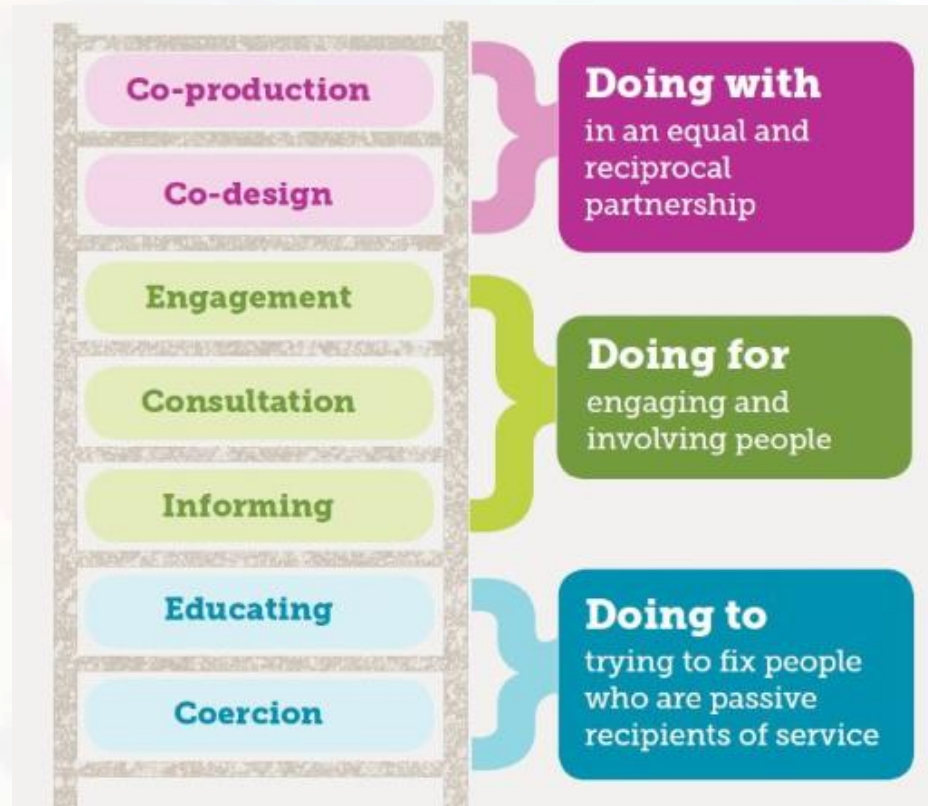 Co-production
Co-design
Doing with
in an equal and
reciprocal
partnership
Engagement
Consultation
Informing
Doing for
engaging and
involving people
Educating
Coercion
Doing to
trying to fix people
who are passive
recipients of service